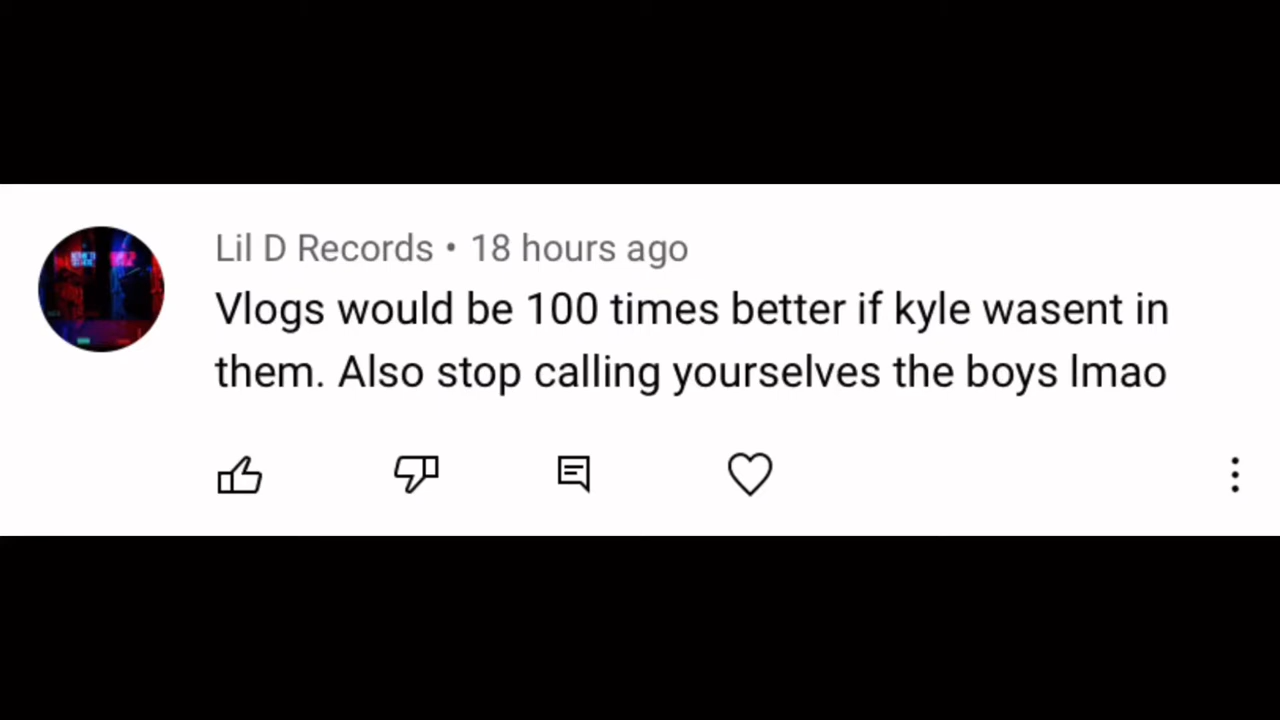 Lil D Records • 18 hours ago
Vlogs would be 100 times better if kyle wasent in
them. Also stop calling yourselves the boys lmao